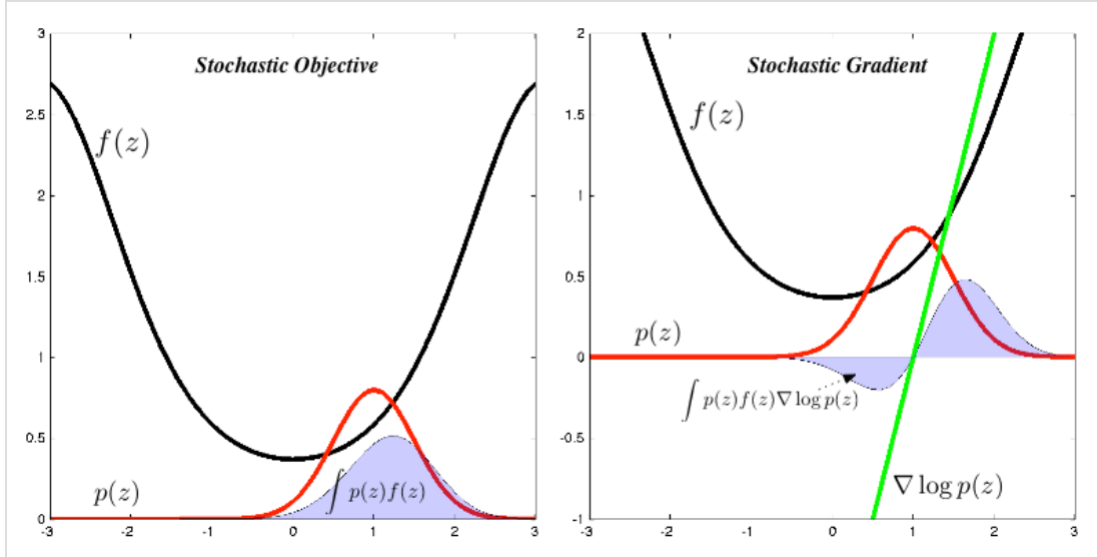 Stochastic Objective
3
2.5
2
1.5
1
0.5
0
-3 -2 -1 0 1 2 3
f(z)
p(z)
∫ p(z)f(z)
Stochastic Gradient
2
1.5
1
0.5
0
-0.5
-1
-3 -2 -1 0 1 2 3
f(z)
p(z)
∫ p(z)f(z)∇ log p(z)
∇ log p(z)